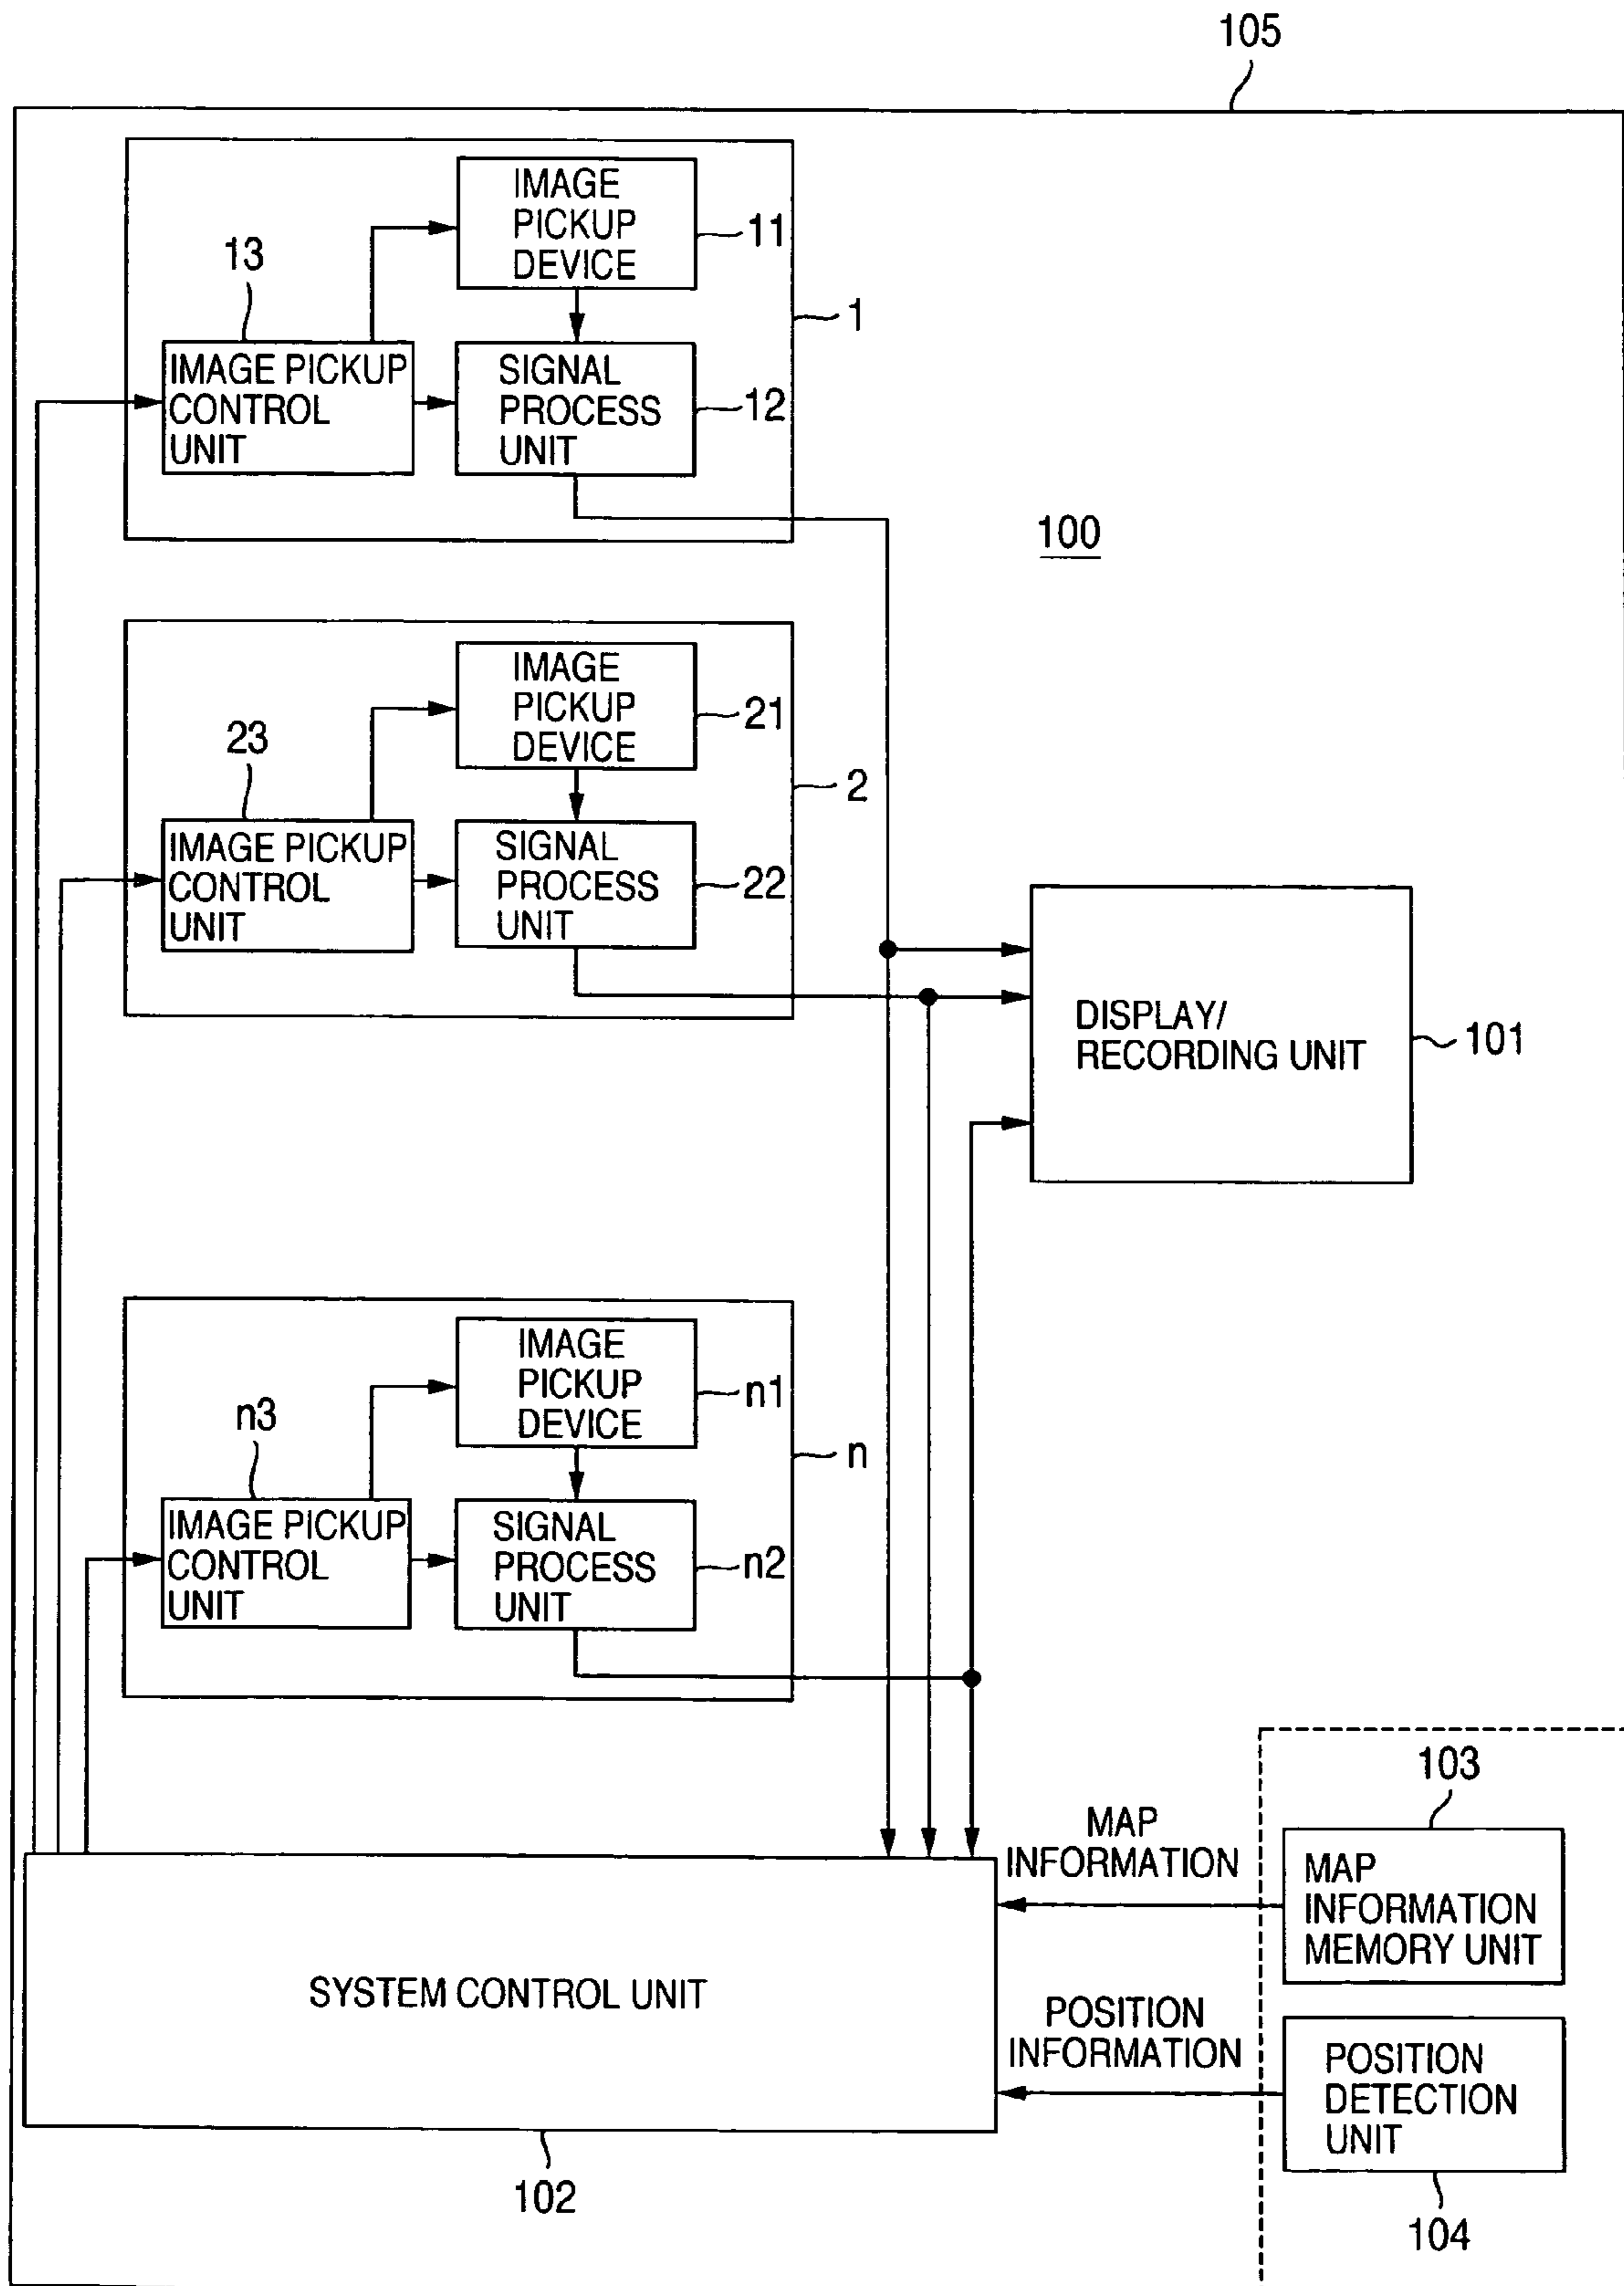 105
IMAGE
PICKUP
DEVICE
11
13
1
IMAGE PICKUP
CONTROL
UNIT
SIGNAL
PROCESS
UNIT
12
100
IMAGE
PICKUP
DEVICE
21
23
2
IMAGE PICKUP
CONTROL
UNIT
SIGNAL
PROCESS
UNIT
22
DISPLAY/
RECORDING UNIT
101
IMAGE
PICKUP
DEVICE
n1
n3
n
IMAGE PICKUP
CONTROL
UNIT
SIGNAL
PROCESS
UNIT
n2
103
MAP
INFORMATION
MAP
INFORMATION
MEMORY UNIT
SYSTEM CONTROL UNIT
POSITION
INFORMATION
POSITION
DETECTION
UNIT
102
104